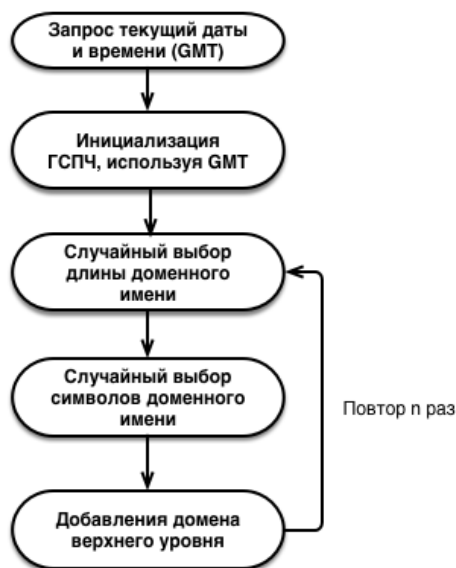 Запрос текущий даты
и времени (GMT)
Инициализация
ГСПЧ, используя GMT
Случайный выбор
длины доменного
имени
Случайный выбор
символов доменного
имени
Повтор n раз
Добавления домена
верхнего уровня